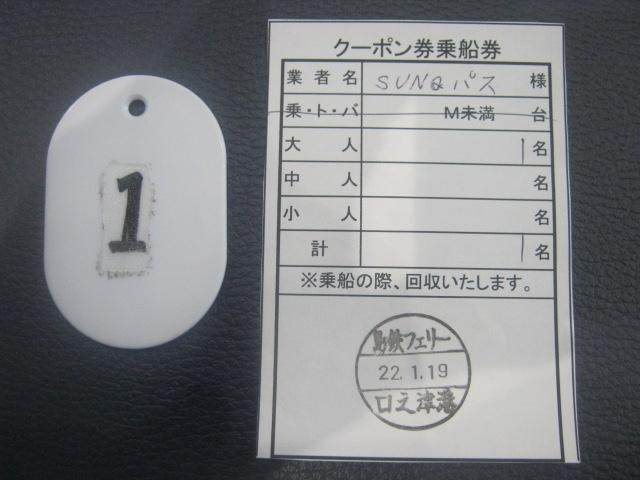 1
クーポン券乗船券
業者名 SUNQパス 様
乗・ト・バ M未満 台
大人 1名
中人 名
小人 名
計 1名
※乗船の際、回収いたします。
島鉄フェリー
22.1.19
口之津港